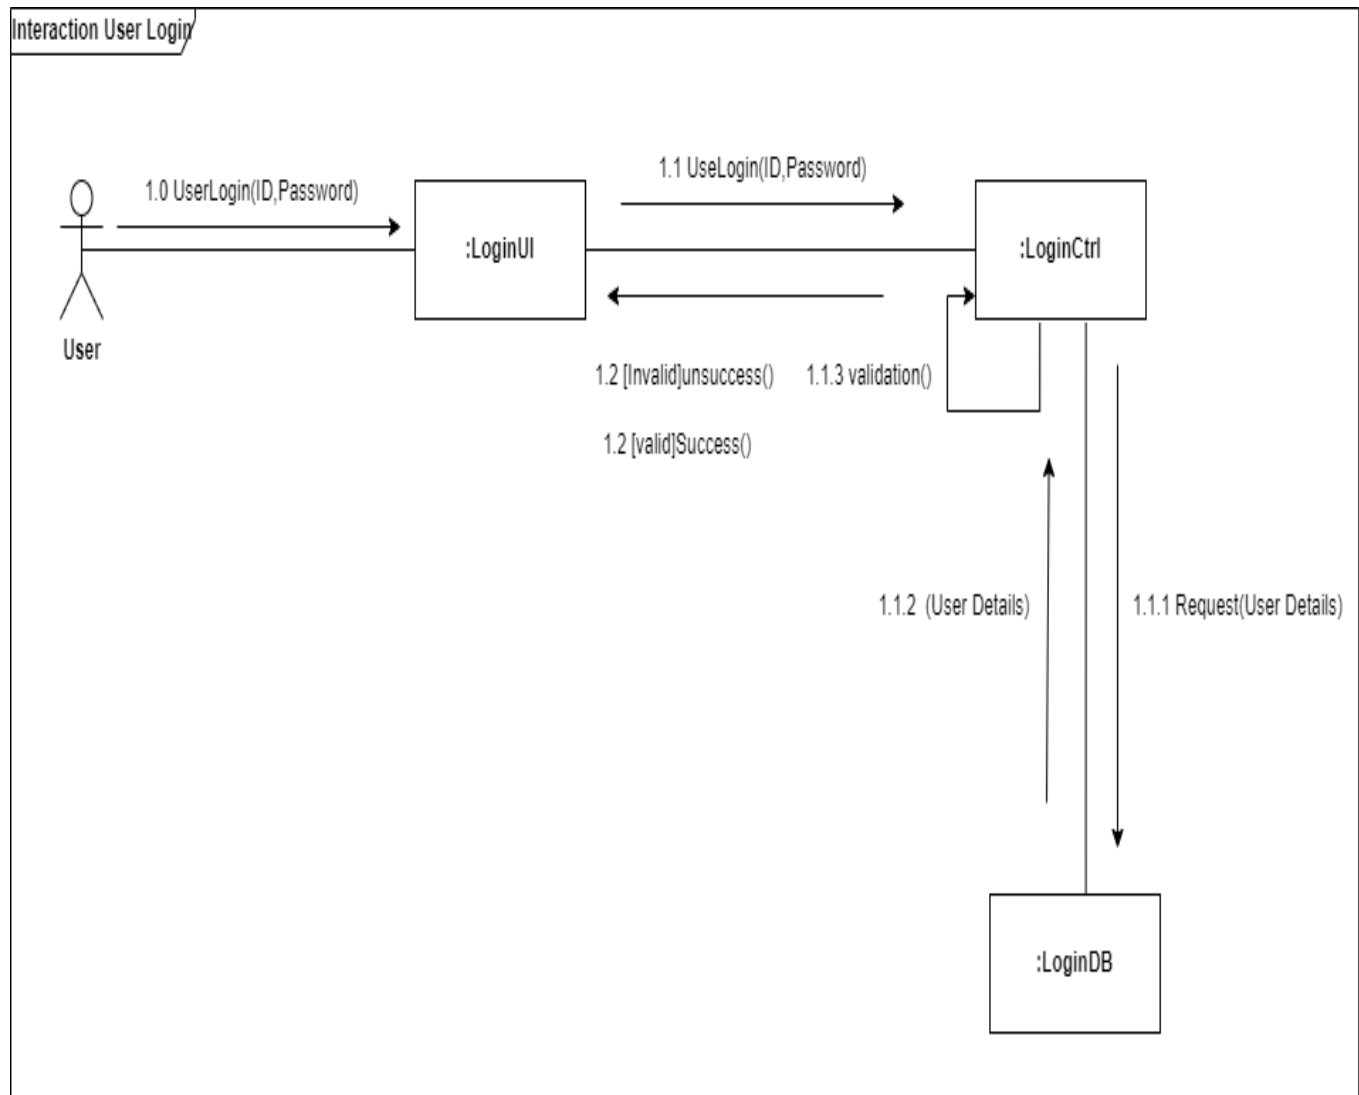 Interaction User Login
1.1 UseLogin(ID,Password)
1.0 UserLogin(ID,Password)
:LoginUI
:LoginCtrl
User
1.2 [Invalid]unsuccess()
1.1.3 validation()
1.2 [valid]Success()
1.1.2 (User Details)
1.1.1 Request(User Details)
:LoginDB